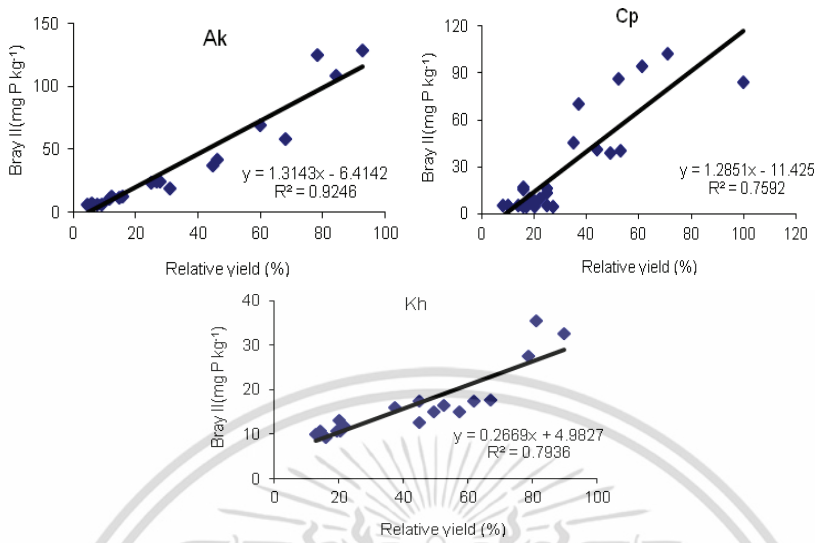 Ak
Bray II(mg P kg-1)
150
100
50
0
y = 1.3143x - 6.4142
R² = 0.9246
0 20 40 60 80 100
Relative yield (%)
Cp
Bray II(mg P kg-1)
120
90
60
30
0
y = 1.2851x - 11.425
R² = 0.7592
0 20 40 60 80 100 120
Relative yield (%)
Kh
Bray II(mg P kg-1)
40
30
20
10
0
y = 0.2669x + 4.9827
R² = 0.7936
0 20 40 60 80 100
Relative yield (%)